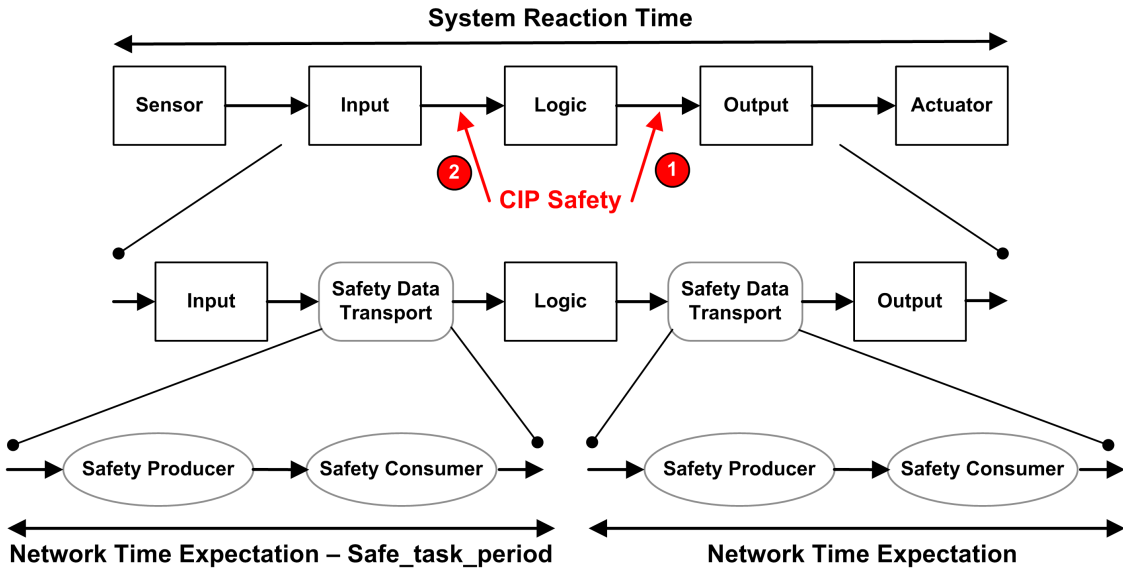 System Reaction Time
Sensor
Input
Logic
Output
Actuator
2
1
CIP Safety
Input
Safety Data
Transport
Logic
Safety Data
Transport
Output
Safety Producer
Safety Consumer
Safety Producer
Safety Consumer
Network Time Expectation – Safe_task_period
Network Time Expectation